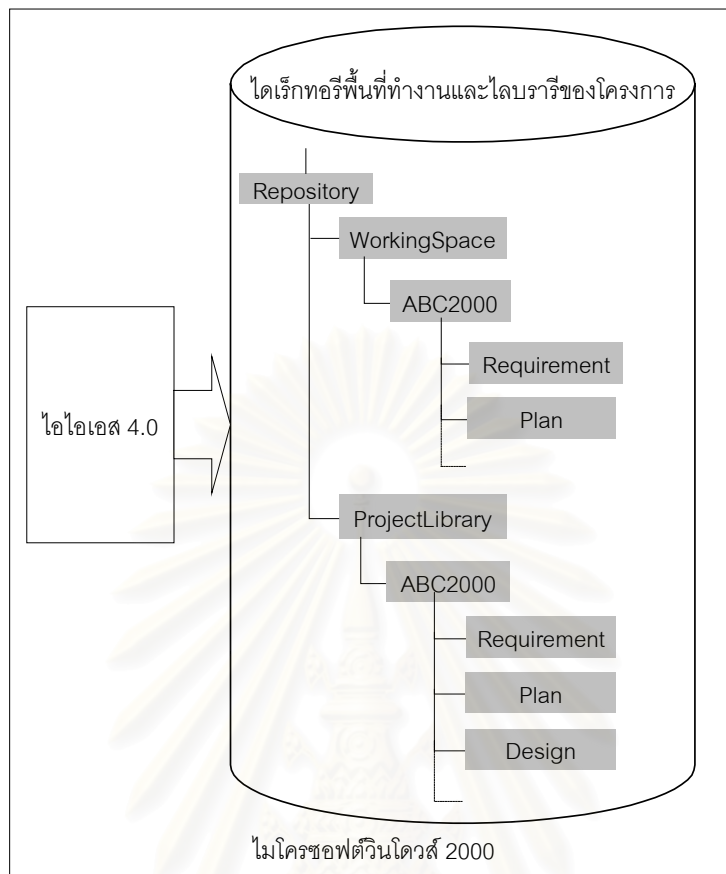 ไดเร็กทอรีพื้นที่ทำงานและไลบรารีของโครงการ
Repository
WorkingSpace
ABC2000
Requirement
Plan
ไอไอเอส 4.0
ProjectLibrary
ABC2000
Requirement
Plan
Design
ไมโครซอฟต์วินโดวส์ 2000